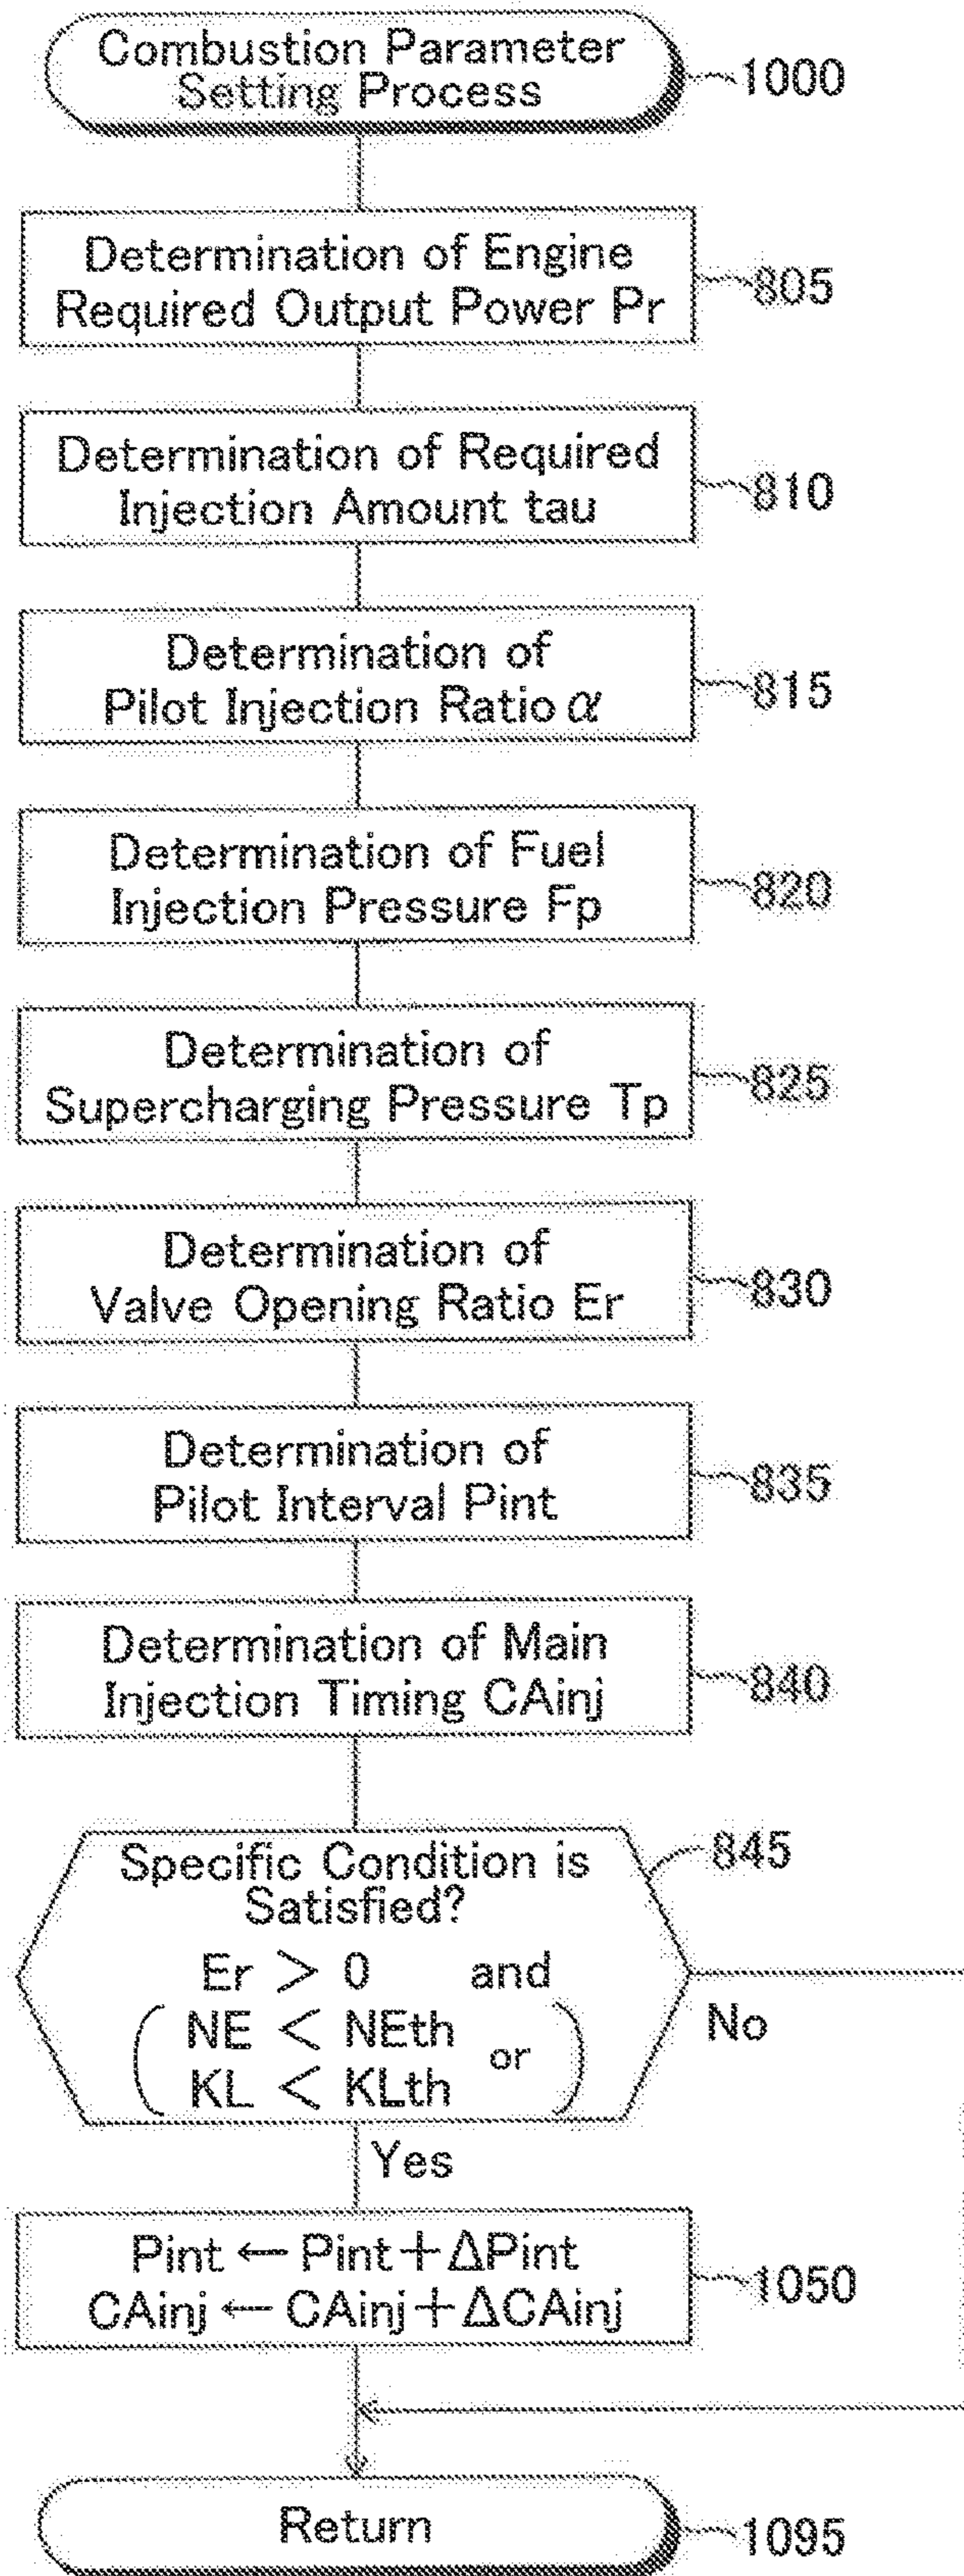 Combustion Parameter
Setting Process
1000
Determination of Engine
Required Output Power Pr
805
Determination of Required
Injection Amount tau
810
Determination of
Pilot Injection Ratio α
815
Determination of Fuel
Injection Pressure Fp
820
Determination of
Supercharging Pressure Tp
825
Determination of
Valve Opening Ratio Er
830
Determination of
Pilot Interval Pint
835
Determination of Main
Injection Timing CAinj
840
Specific Condition is
Satisfied?
845
Er > 0 and
( NE < NEth or
KL < KLth )
No
Yes
Pint ← Pint + ΔPint
CAinj ← CAinj + ΔCAinj
1050
Return
1095